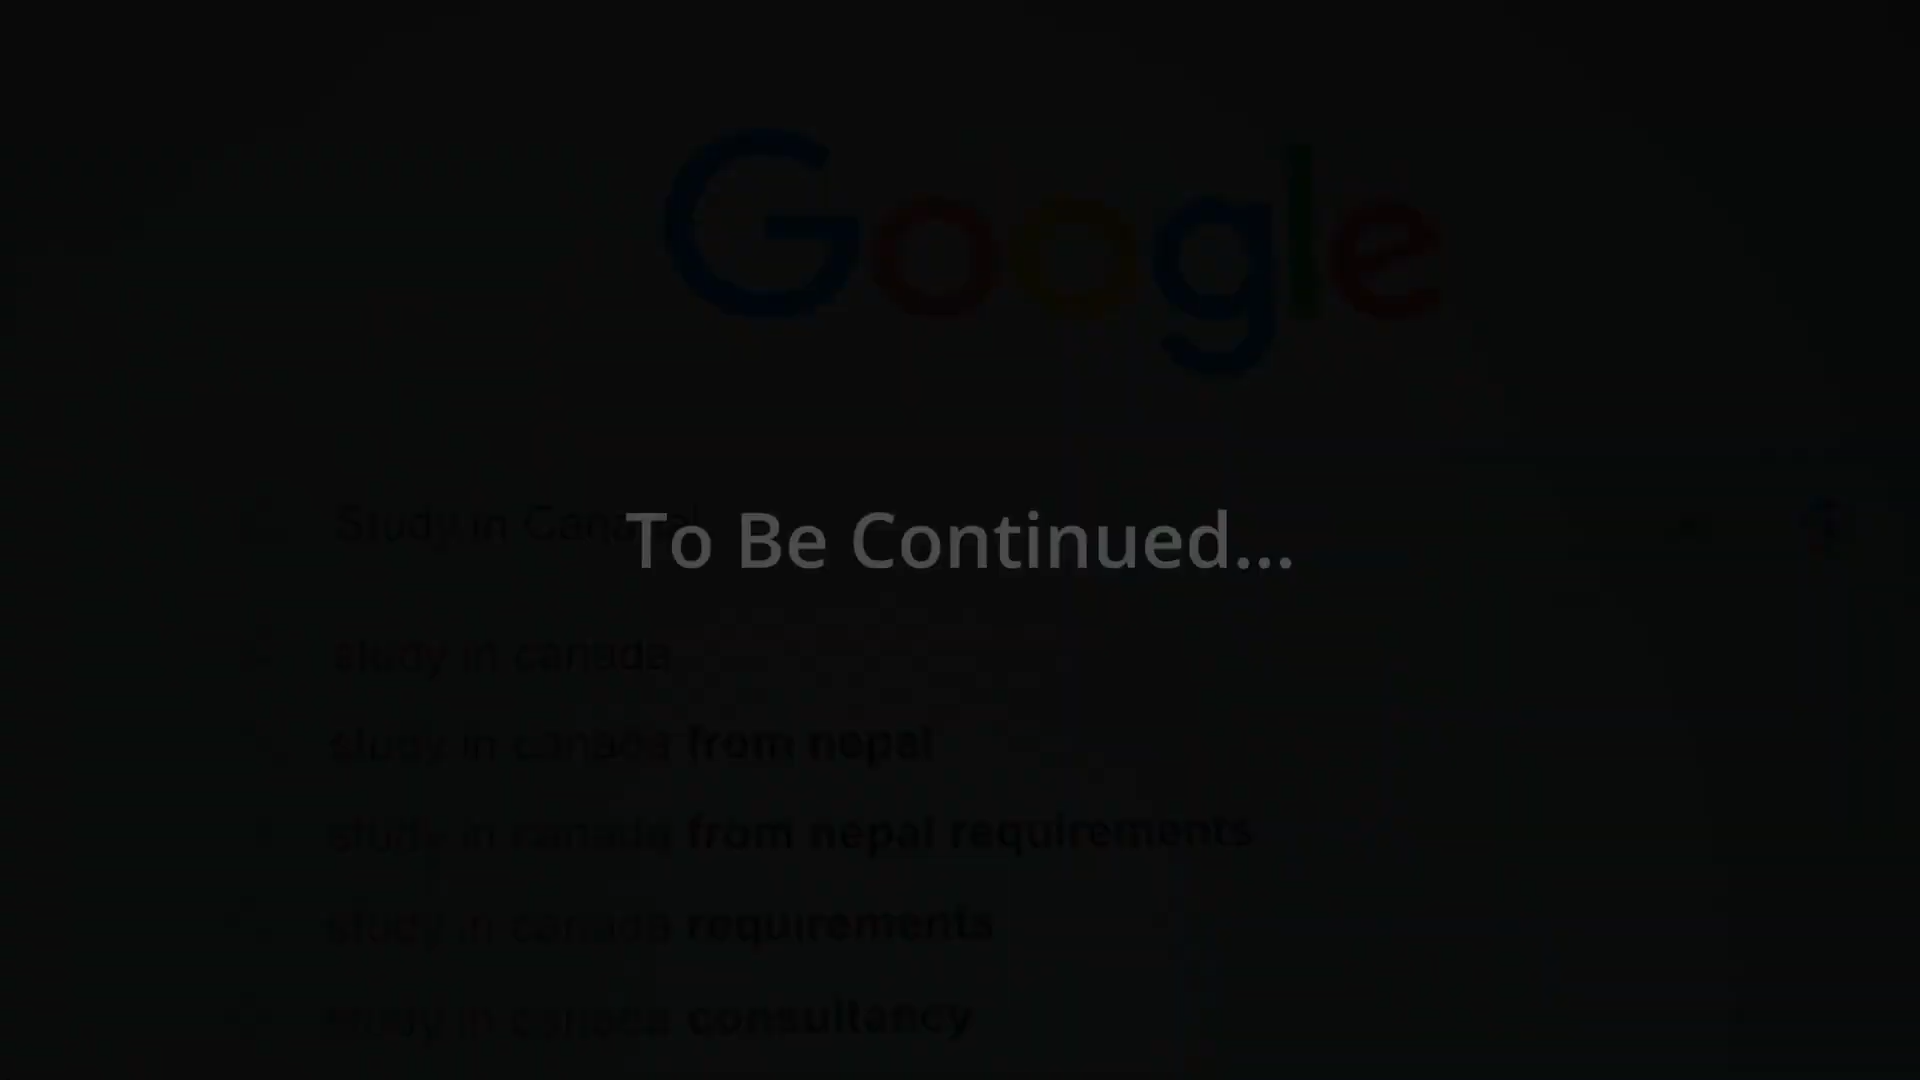 Google
Study in Canada
To Be Continued...
study in canada
study in canada from nepal
study in canada from nepal requirements
study in canada requirements
study in canada consultancy